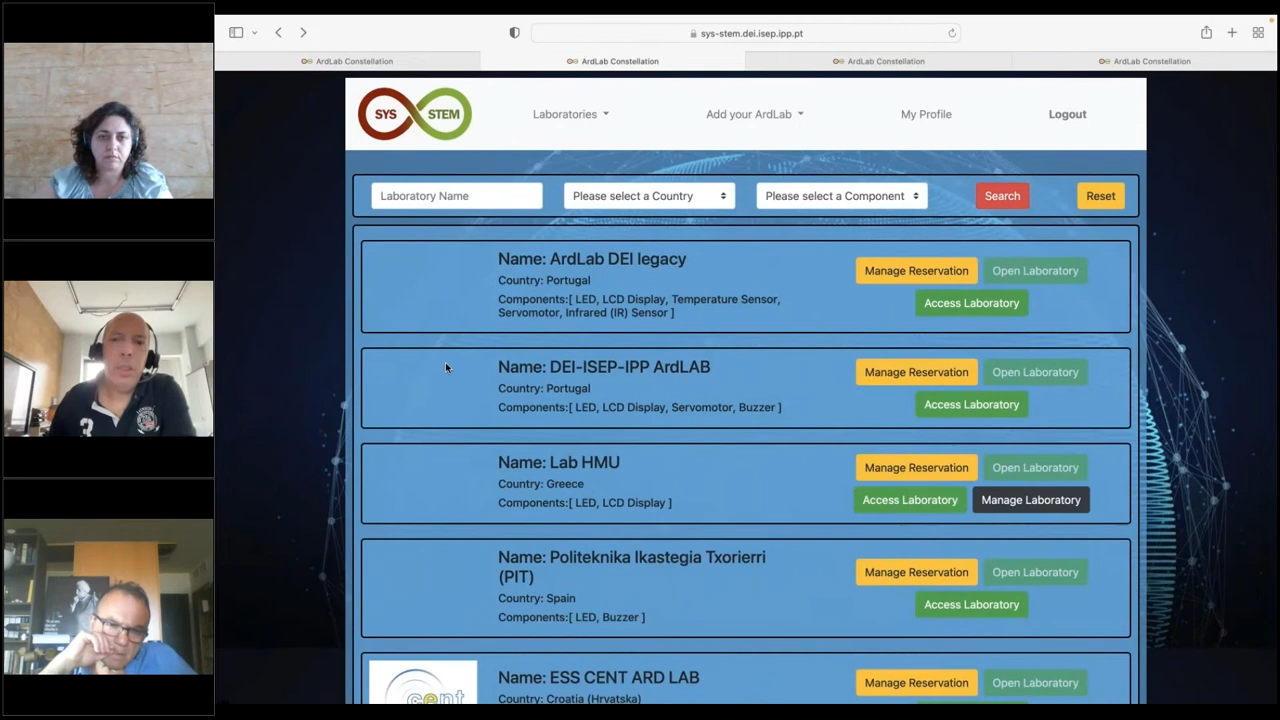 sys-stem.dei.isep.ipp.pt
ArdLab Constellation
ArdLab Constellation
ArdLab Constellation
ArdLab Constellation
SYS STEM
Laboratories
Add your ArdLab
My Profile
Logout
Laboratory Name
Please select a Country
Please select a Component
Search
Reset
Name: ArdLab DEI legacy
Country: Portugal
Components:[ LED, LCD Display, Temperature Sensor,
Servomotor, Infrared (IR) Sensor ]
Manage Reservation
Open Laboratory
Access Laboratory
Name: DEI-ISEP-IPP ArdLAB
Country: Portugal
Components:[ LED, LCD Display, Servomotor, Buzzer ]
Manage Reservation
Open Laboratory
Access Laboratory
Name: Lab HMU
Country: Greece
Components:[ LED, LCD Display ]
Manage Reservation
Open Laboratory
Access Laboratory
Manage Laboratory
Name: Politeknika Ikastegia Txorierri
(PIT)
Country: Spain
Components:[ LED, Buzzer ]
Manage Reservation
Open Laboratory
Access Laboratory
cent
Name: ESS CENT ARD LAB
Country: Croatia (Hrvatska)
Manage Reservation
Open Laboratory
3